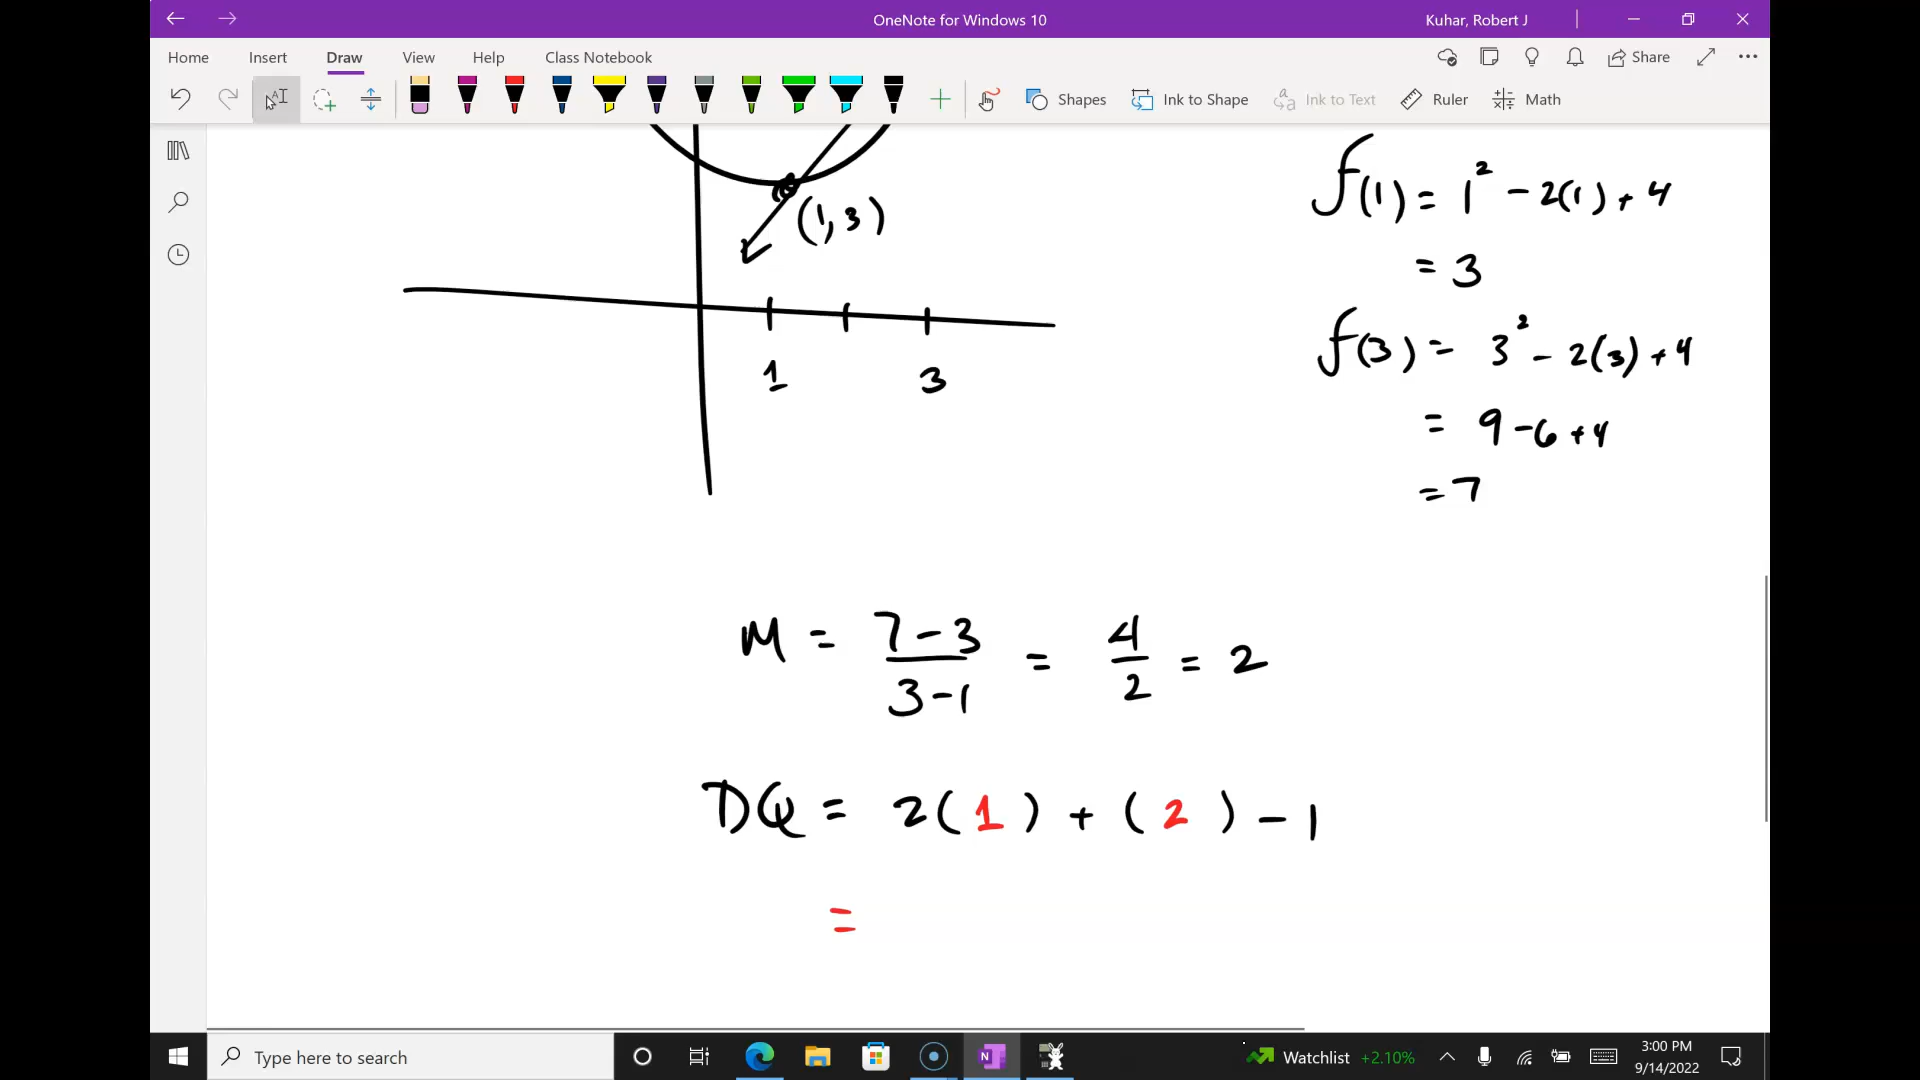 OneNote for Windows 10
Kuhar, Robert J
Home Insert Draw View Help Class Notebook
Share
Shapes Ink to Shape Ink to Text Ruler Math
(1,3)
1 3
f(1) = 1² - 2(1) + 4
= 3
f(3) = 3² - 2(3) + 4
= 9 - 6 + 4
= 7
M = 7-3/3-1 = 4/2 = 2
DQ = 2(1) + (2) - 1
=
Type here to search
Watchlist +2.10%
3:00 PM
9/14/2022